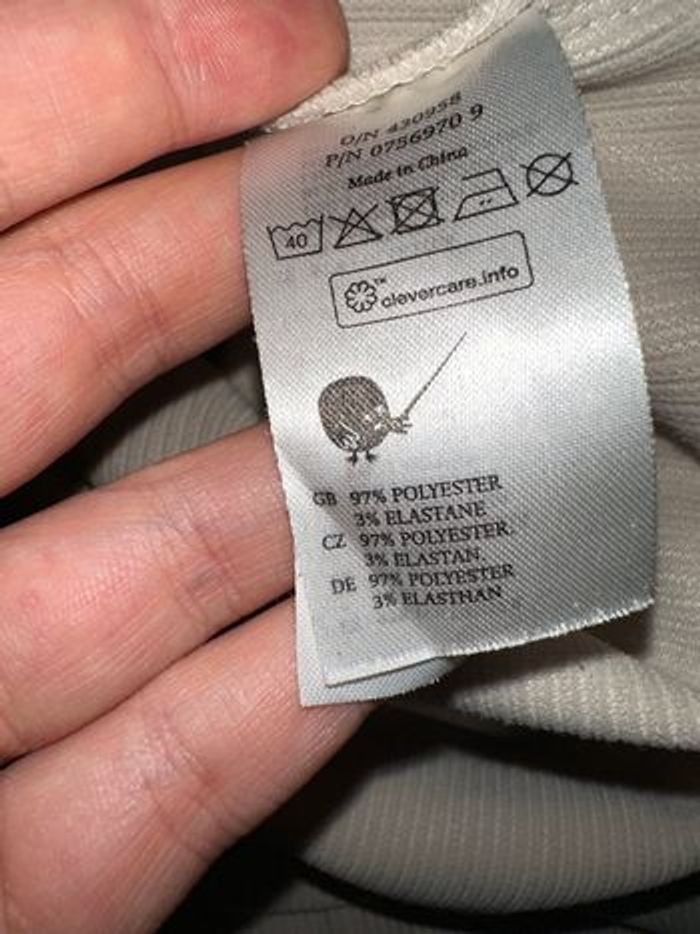 O/N 430958
P/N 0756970 9
Made in China
40
clevercare.info™
GB 97% POLYESTER
3% ELASTANE
CZ 97% POLYESTER
3% ELASTAN
DE 97% POLYESTER
3% ELASTHAN